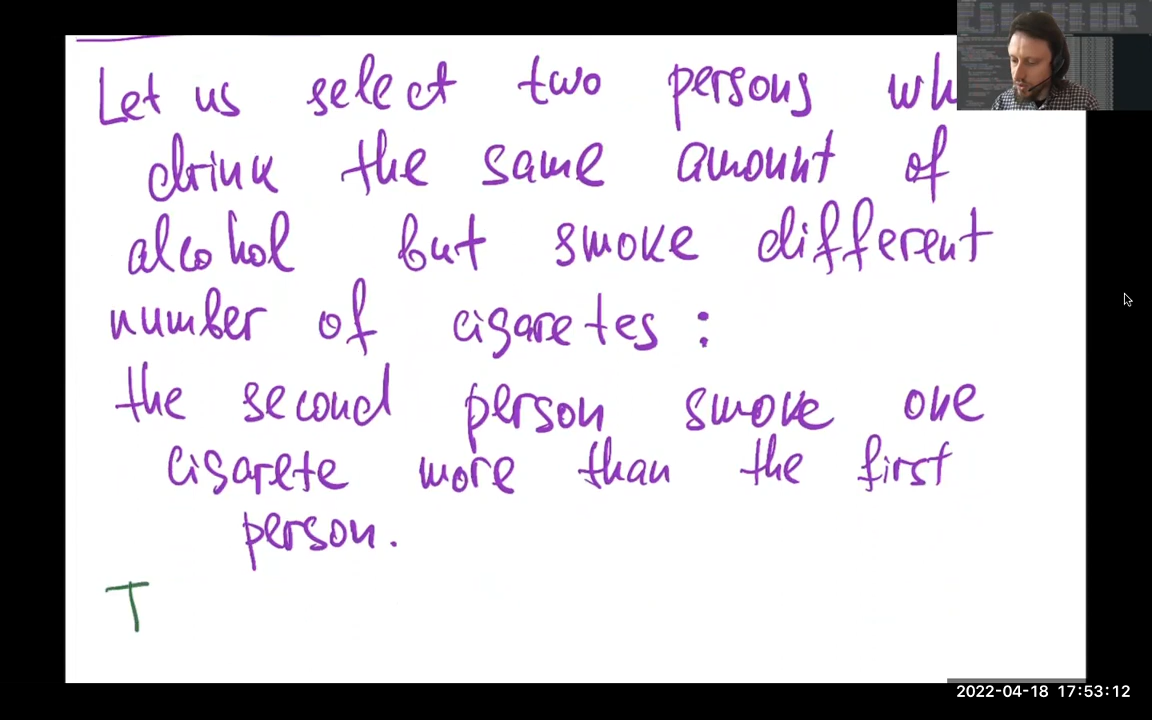 Let us select two persons wh
drink the same amount of
alcohol but smoke different
number of cigaretes :
the second person smoke one
cigarete more than the first
person.
T
2022-04-18 17:53:12